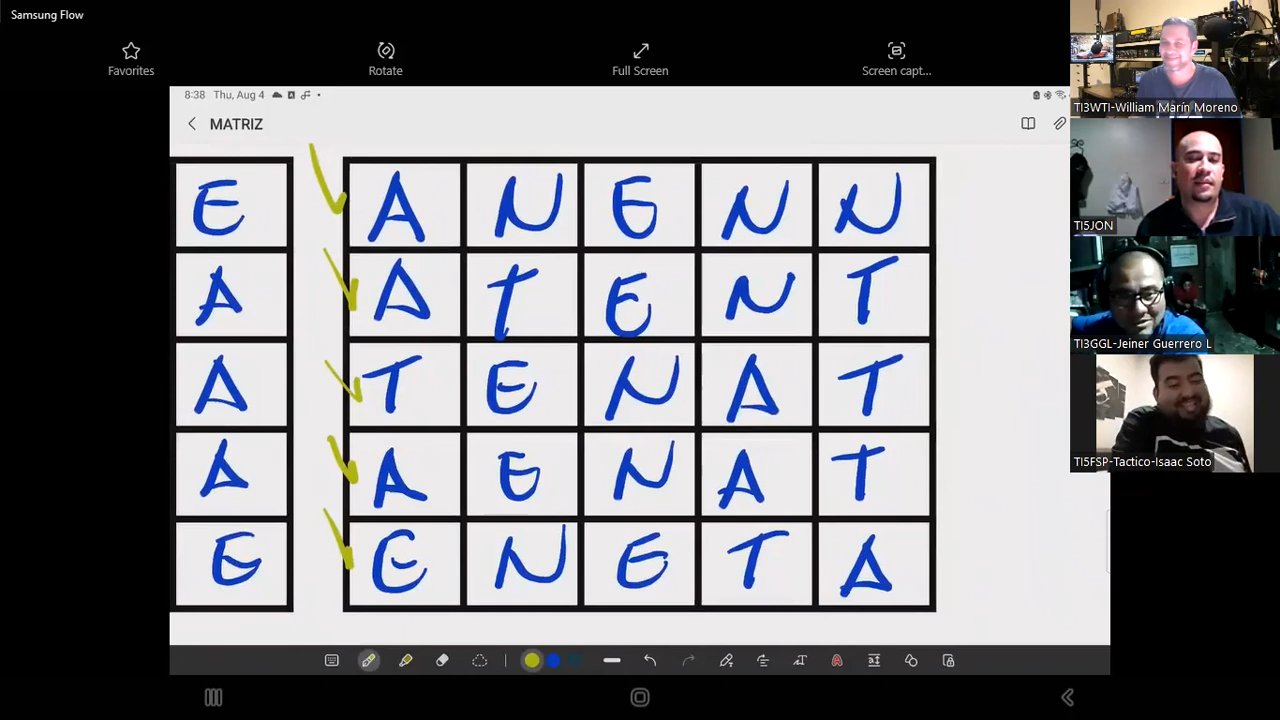 Samsung Flow
Favorites Rotate Full Screen Screen capt...
8:38 Thu, Aug 4
MATRIZ
E A N E N N
A A T E N T
A T E N A T
A A E N A T
E E N E T A
TI3WTI-William Marín Moreno
TI5JON
TI3GGL-Jeiner Guerrero L
TI5FSP-Tactico-Isaac Soto